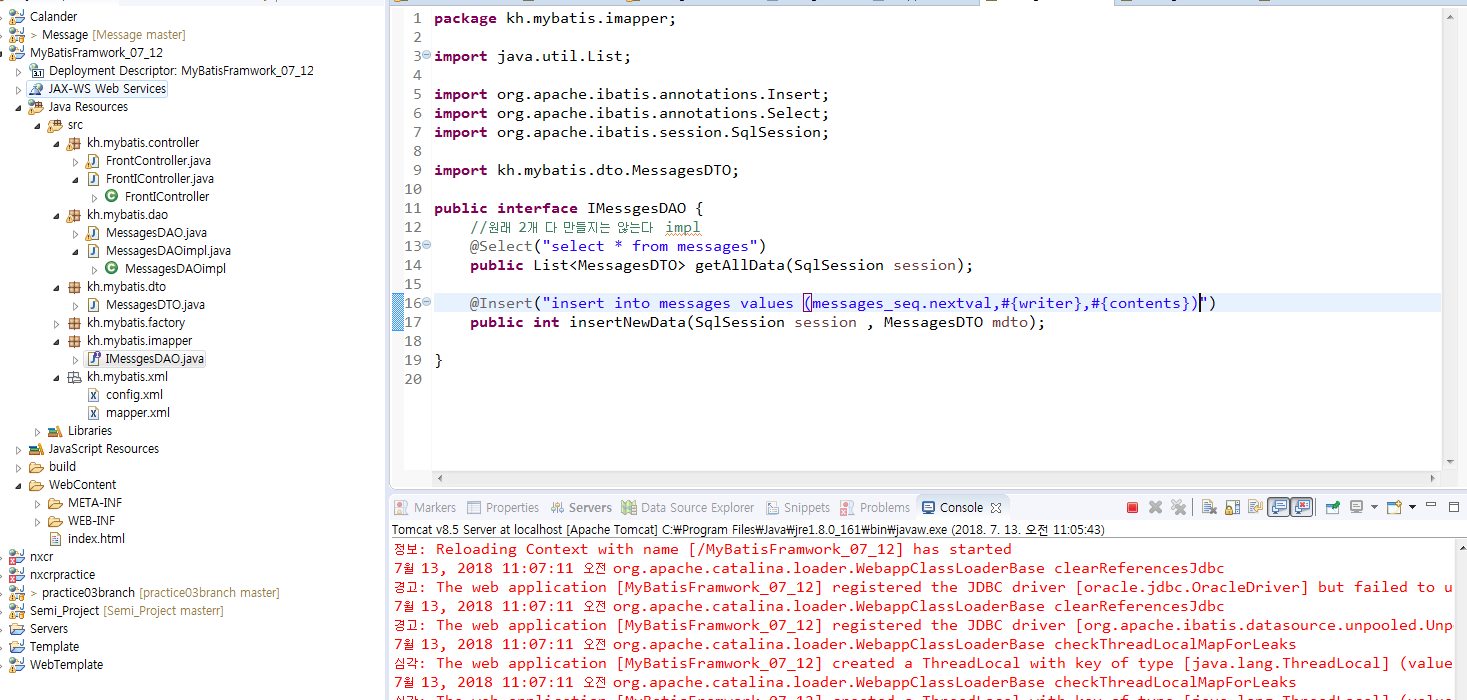 Calander
> Message [Message master]
MyBatisFramwork_07_12
Deployment Descriptor: MyBatisFramwork_07_12
JAX-WS Web Services
Java Resources
src
kh.mybatis.controller
FrontController.java
FrontIController.java
FrontIController
kh.mybatis.dao
MessagesDAO.java
MessagesDAOimpl.java
MessagesDAOimpl
kh.mybatis.dto
MessagesDTO.java
kh.mybatis.factory
kh.mybatis.imapper
IMessgesDAO.java
kh.mybatis.xml
config.xml
mapper.xml
Libraries
JavaScript Resources
build
WebContent
META-INF
WEB-INF
index.html
nxcr
nxcrpractice
> practice03branch [practice03branch master]
Semi_Project [Semi_Project masterr]
Servers
Template
WebTemplate
1 package kh.mybatis.imapper;
2
3 import java.util.List;
4
5 import org.apache.ibatis.annotations.Insert;
6 import org.apache.ibatis.annotations.Select;
7 import org.apache.ibatis.session.SqlSession;
8
9 import kh.mybatis.dto.MessagesDTO;
10
11 public interface IMessgesDAO {
12 //원래 2개 다 만들지는 않는다 impl
13 @Select("select * from messages")
14 public List<MessagesDTO> getAllData(SqlSession session);
15
16 @Insert("insert into messages values (messages_seq.nextval,#{writer},#{contents})")
17 public int insertNewData(SqlSession session , MessagesDTO mdto);
18
19 }
20
Markers Properties Servers Data Source Explorer Snippets Problems Console
Tomcat v8.5 Server at localhost [Apache Tomcat] C:₩Program Files₩Java₩jre1.8.0_161₩bin₩javaw.exe (2018. 7. 13. 오전 11:05:43)
정보: Reloading Context with name [/MyBatisFramwork_07_12] has started
7월 13, 2018 11:07:11 오전 org.apache.catalina.loader.WebappClassLoaderBase clearReferencesJdbc
경고: The web application [MyBatisFramwork_07_12] registered the JDBC driver [oracle.jdbc.OracleDriver] but failed to u
7월 13, 2018 11:07:11 오전 org.apache.catalina.loader.WebappClassLoaderBase clearReferencesJdbc
경고: The web application [MyBatisFramwork_07_12] registered the JDBC driver [org.apache.ibatis.datasource.unpooled.Unp
7월 13, 2018 11:07:11 오전 org.apache.catalina.loader.WebappClassLoaderBase checkThreadLocalMapForLeaks
심각: The web application [MyBatisFramwork_07_12] created a ThreadLocal with key of type [java.lang.ThreadLocal] (value
7월 13, 2018 11:07:11 오전 org.apache.catalina.loader.WebappClassLoaderBase checkThreadLocalMapForLeaks